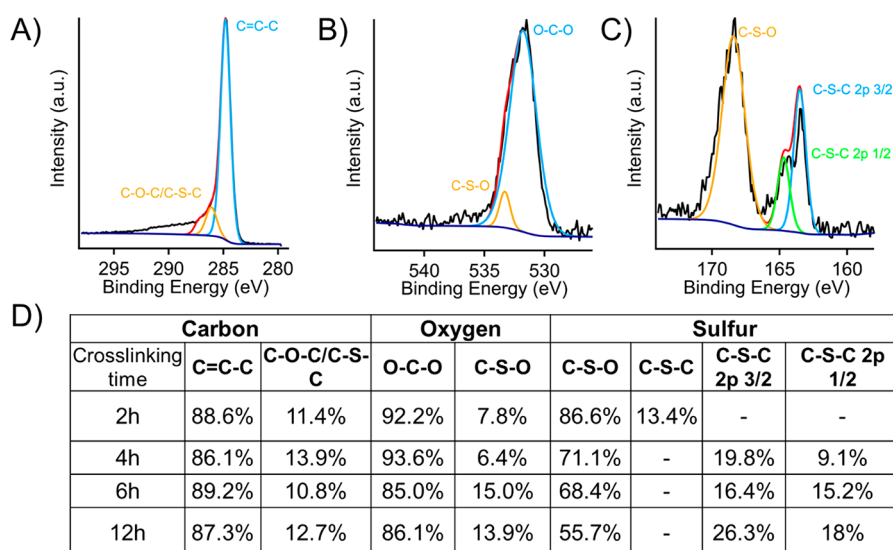 A)
B)
C)
C=C-C
C-O-C/C-S-C
Intensity (a.u.)
295 290 285 280
Binding Energy (eV)
O-C-O
C-S-O
Intensity (a.u.)
540 535 530
Binding Energy (eV)
C-S-O
C-S-C 2p 3/2
C-S-C 2p 1/2
Intensity (a.u.)
170 165 160
Binding Energy (eV)
D)
Carbon Oxygen Sulfur
Crosslinking time C=C-C C-O-C/C-S-C O-C-O C-S-O C-S-O C-S-C C-S-C 2p 3/2 C-S-C 2p 1/2
2h 88.6% 11.4% 92.2% 7.8% 86.6% 13.4% - -
4h 86.1% 13.9% 93.6% 6.4% 71.1% - 19.8% 9.1%
6h 89.2% 10.8% 85.0% 15.0% 68.4% - 16.4% 15.2%
12h 87.3% 12.7% 86.1% 13.9% 55.7% - 26.3% 18%